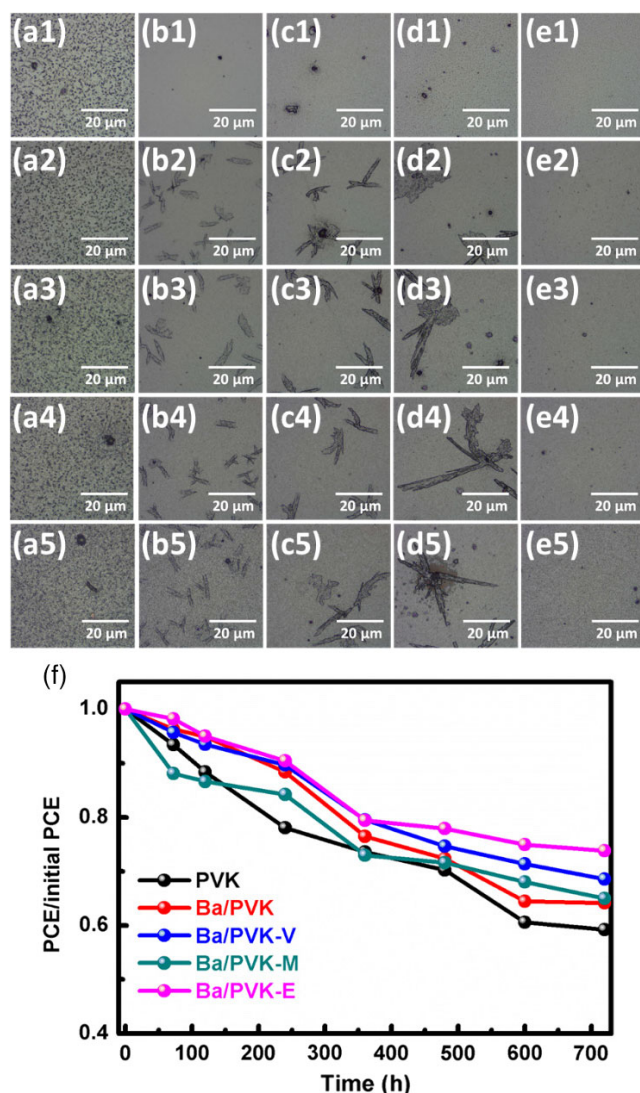 (a1) (b1) (c1) (d1) (e1)
20 µm 20 µm 20 µm 20 µm 20 µm
(a2) (b2) (c2) (d2) (e2)
20 µm 20 µm 20 µm 20 µm 20 µm
(a3) (b3) (c3) (d3) (e3)
20 µm 20 µm 20 µm 20 µm 20 µm
(a4) (b4) (c4) (d4) (e4)
20 µm 20 µm 20 µm 20 µm 20 µm
(a5) (b5) (c5) (d5) (e5)
20 µm 20 µm 20 µm 20 µm 20 µm
(f)
PCE/initial PCE
1.0
0.8
0.6
0.4
PVK
Ba/PVK
Ba/PVK-V
Ba/PVK-M
Ba/PVK-E
0 100 200 300 400 500 600 700
Time (h)